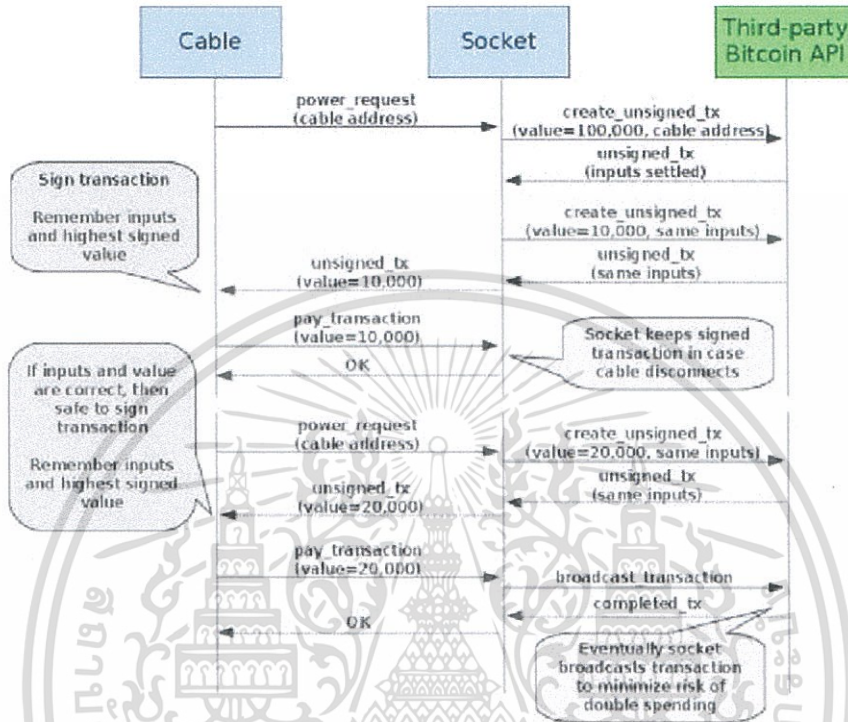 Cable
Socket
Third-party
Bitcoin API
power_request
(cable address)
create_unsigned_tx
(value=100,000, cable address)
unsigned_tx
(inputs settled)
Sign transaction
Remember inputs
and highest signed
value
create_unsigned_tx
(value=10,000, same inputs)
unsigned_tx
(same inputs)
unsigned_tx
(value=10,000)
pay_transaction
(value=10,000)
OK
Socket keeps signed
transaction in case
cable disconnects
If inputs and value
are correct, then
safe to sign
transaction
Remember inputs
and highest signed
value
power_request
(cable address)
create_unsigned_tx
(value=20,000, same inputs)
unsigned_tx
(same inputs)
unsigned_tx
(value=20,000)
pay_transaction
(value=20,000)
broadcast_transaction
completed_tx
OK
Eventually socket
broadcasts transaction
to minimize risk of
double spending